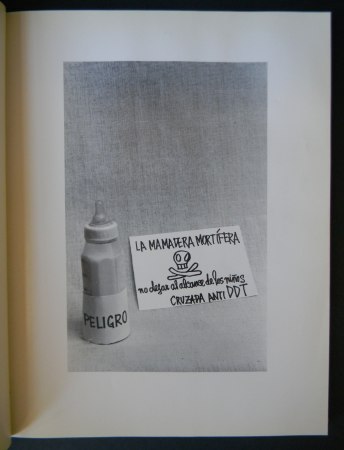 LA MAMADERA MORTÍFERA
no dejar al alcance de los niños
CRUZADA ANTI DDT
PELIGRO